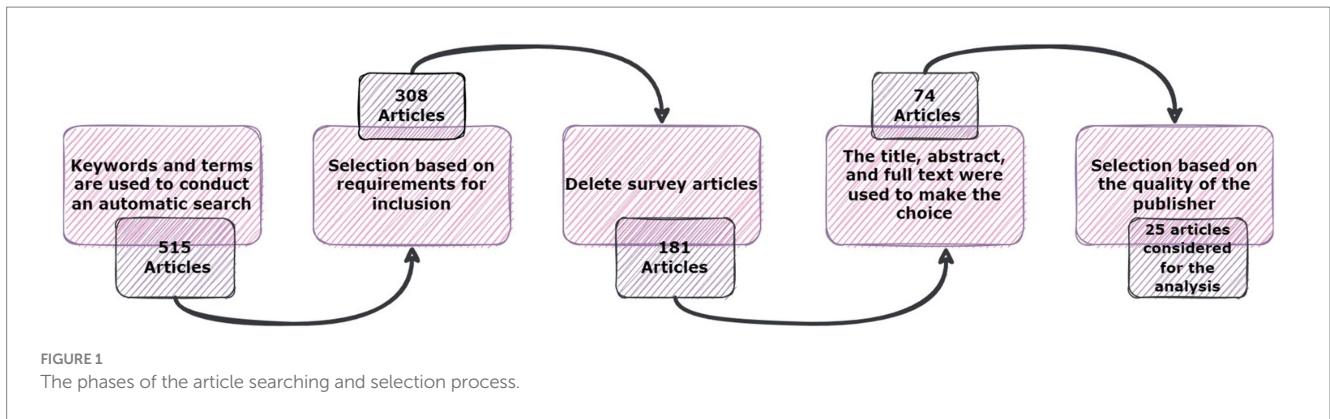 Keywords and terms
are used to conduct
an automatic search
515
Articles
308
Articles
Selection based on
requirements for
inclusion
Delete survey articles
181
Articles
74
Articles
The title, abstract,
and full text were
used to make the
choice
Selection based on
the quality of the
publisher
25 articles
considered
for the
analysis
FIGURE 1
The phases of the article searching and selection process.